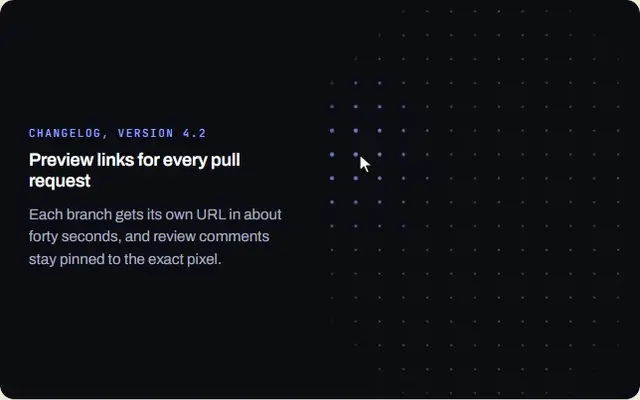 CHANGELOG, VERSION 4.2
Preview links for every pull
request
Each branch gets its own URL in about
forty seconds, and review comments
stay pinned to the exact pixel.